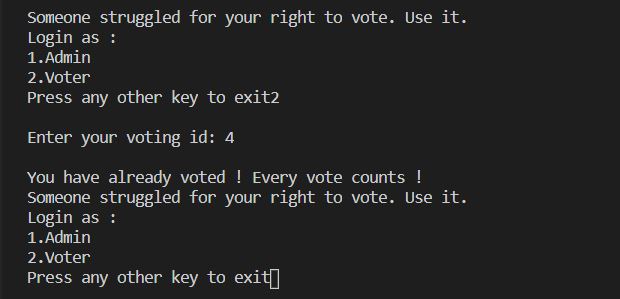 Someone struggled for your right to vote. Use it.
Login as :
1.Admin
2.Voter
Press any other key to exit2
Enter your voting id: 4
You have already voted ! Every vote counts !
Someone struggled for your right to vote. Use it.
Login as :
1.Admin
2.Voter
Press any other key to exit